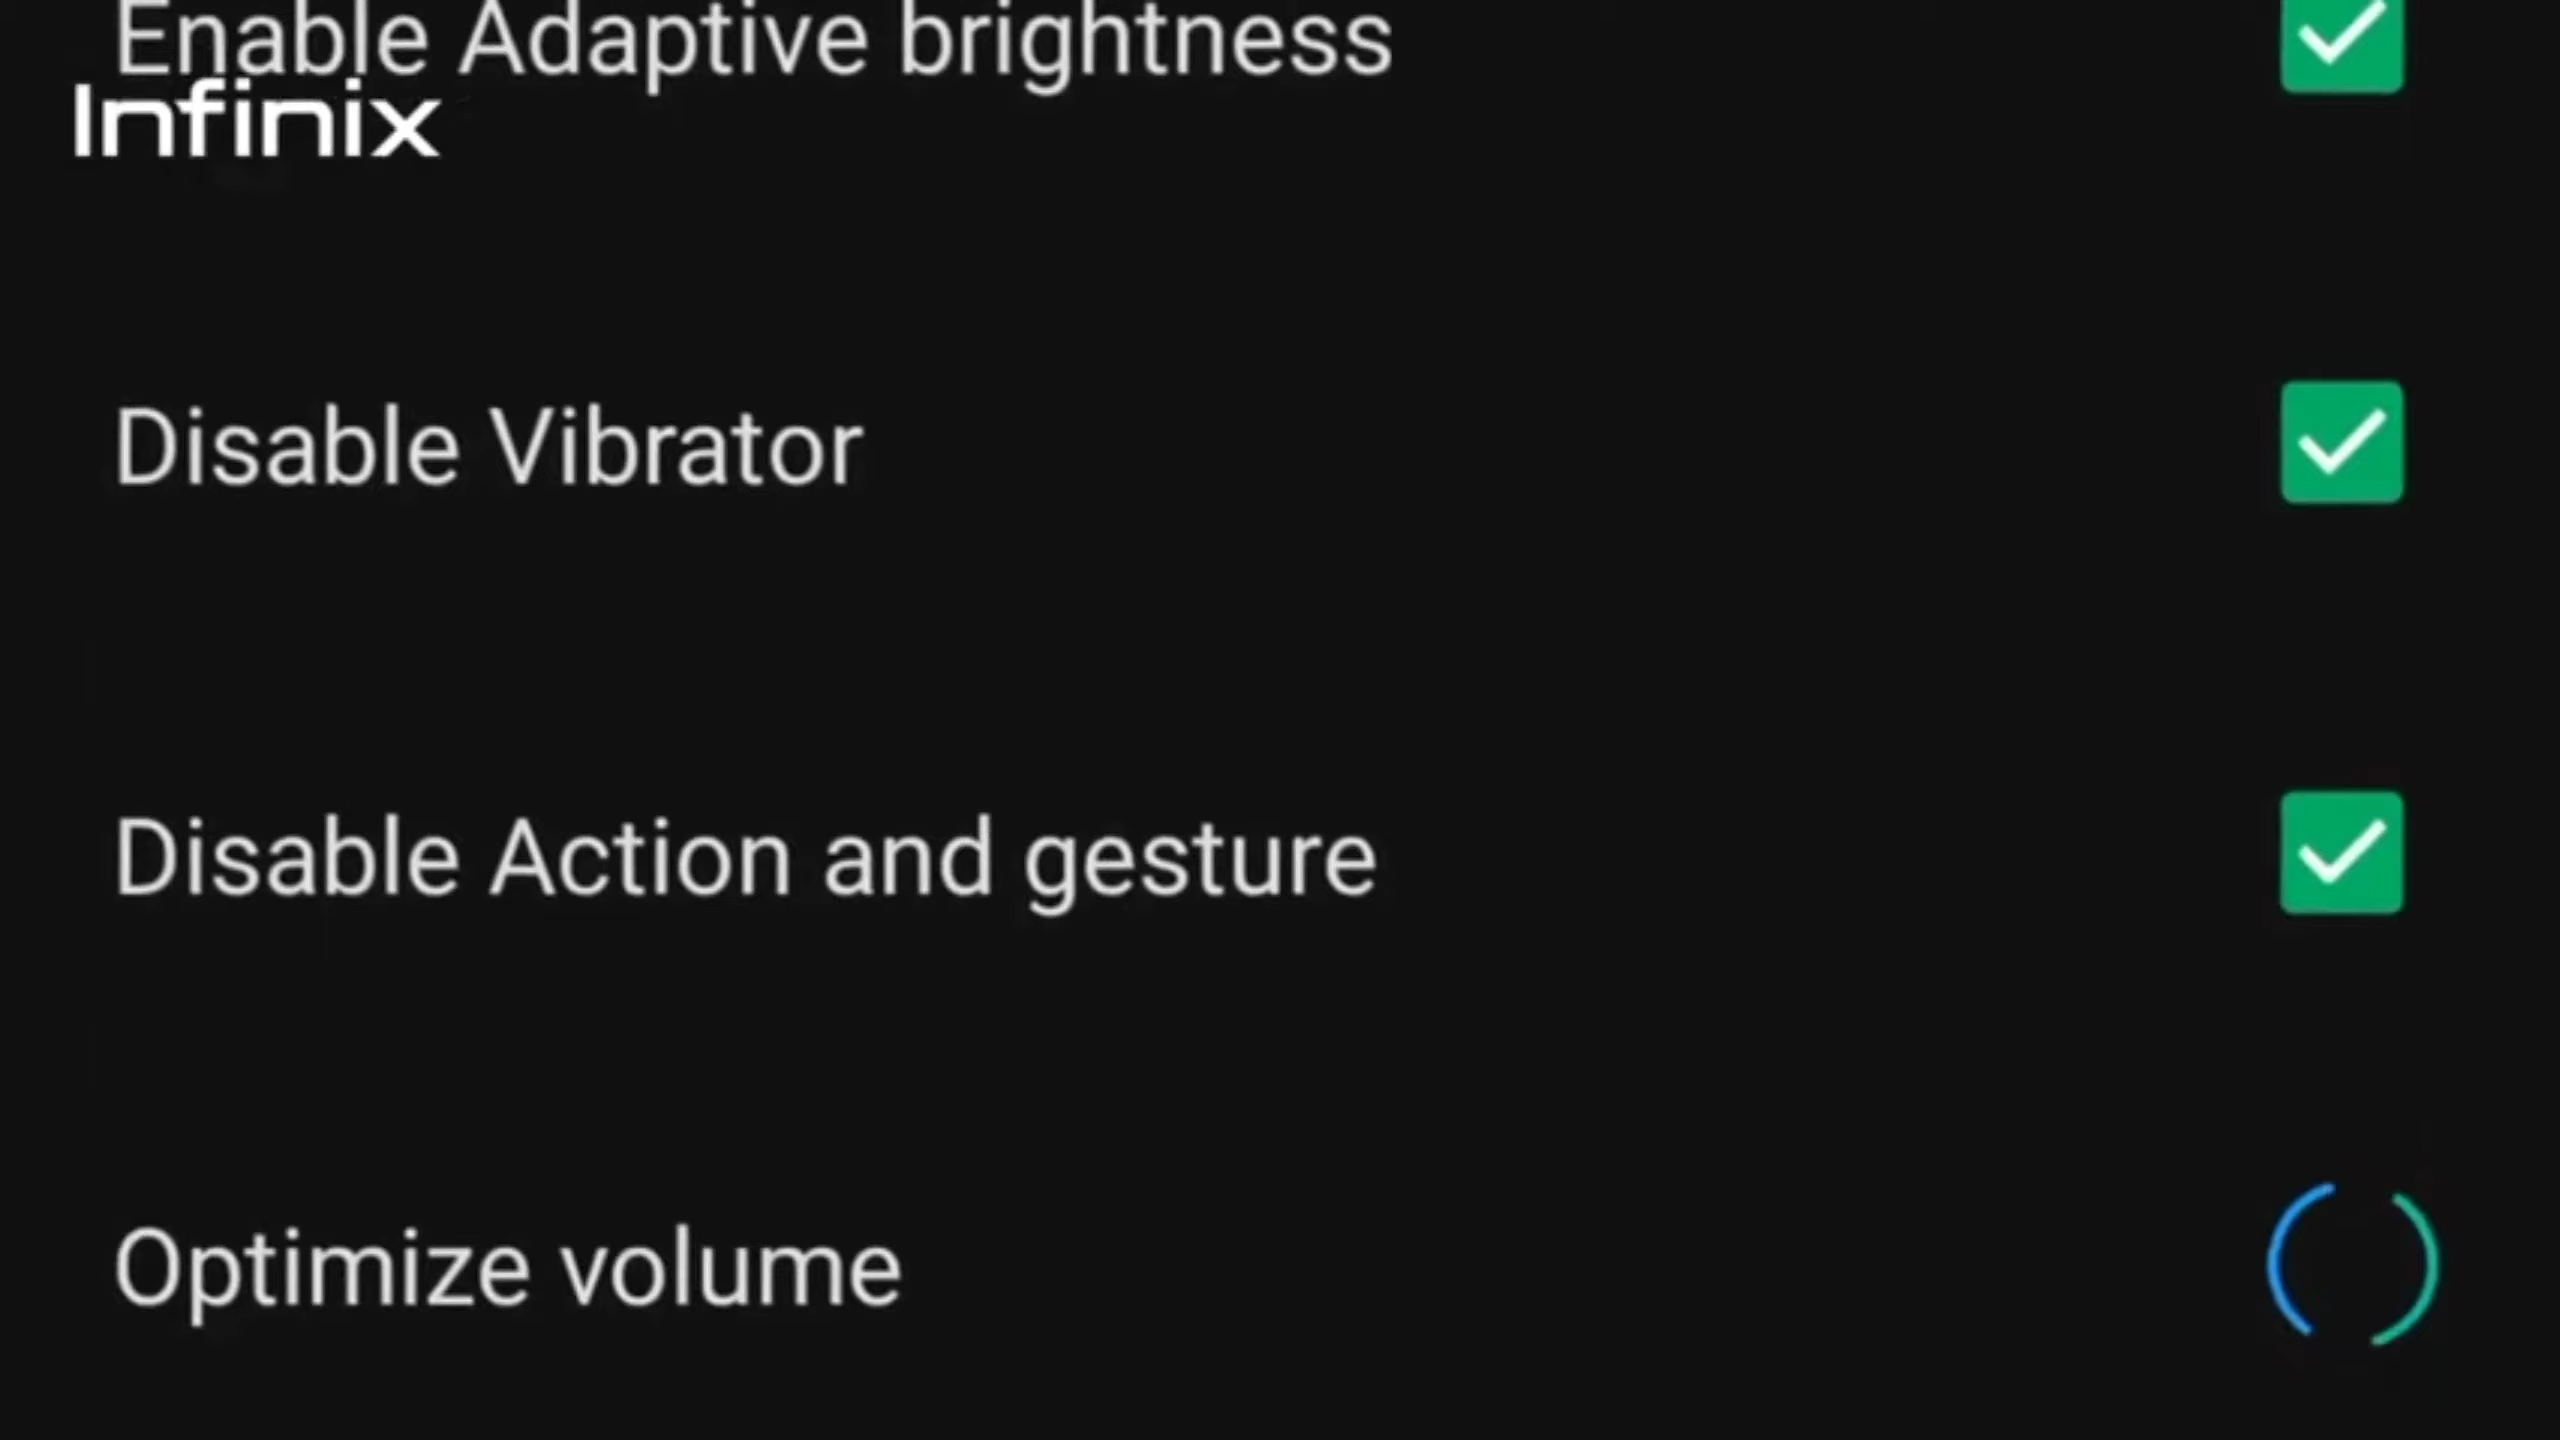 Enable Adaptive brightness
Infinix
Disable Vibrator
Disable Action and gesture
Optimize volume